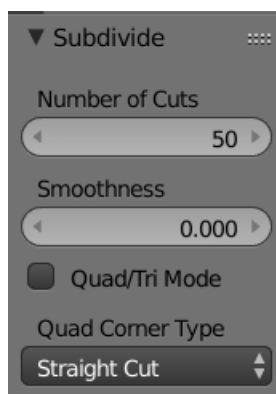 Subdivide
Number of Cuts
50
Smoothness
0.000
Quad/Tri Mode
Quad Corner Type
Straight Cut